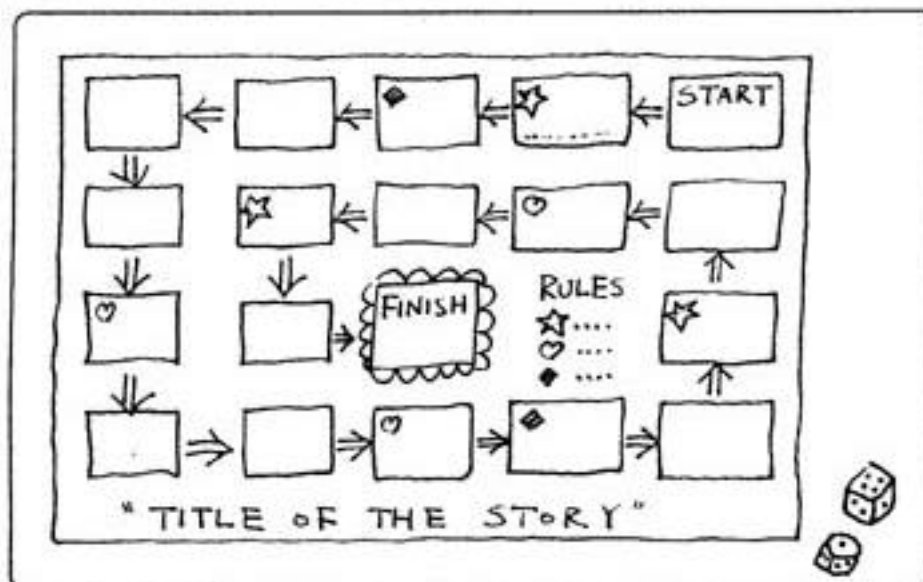 START
FINISH
RULES
....
....
....
"TITLE OF THE STORY"